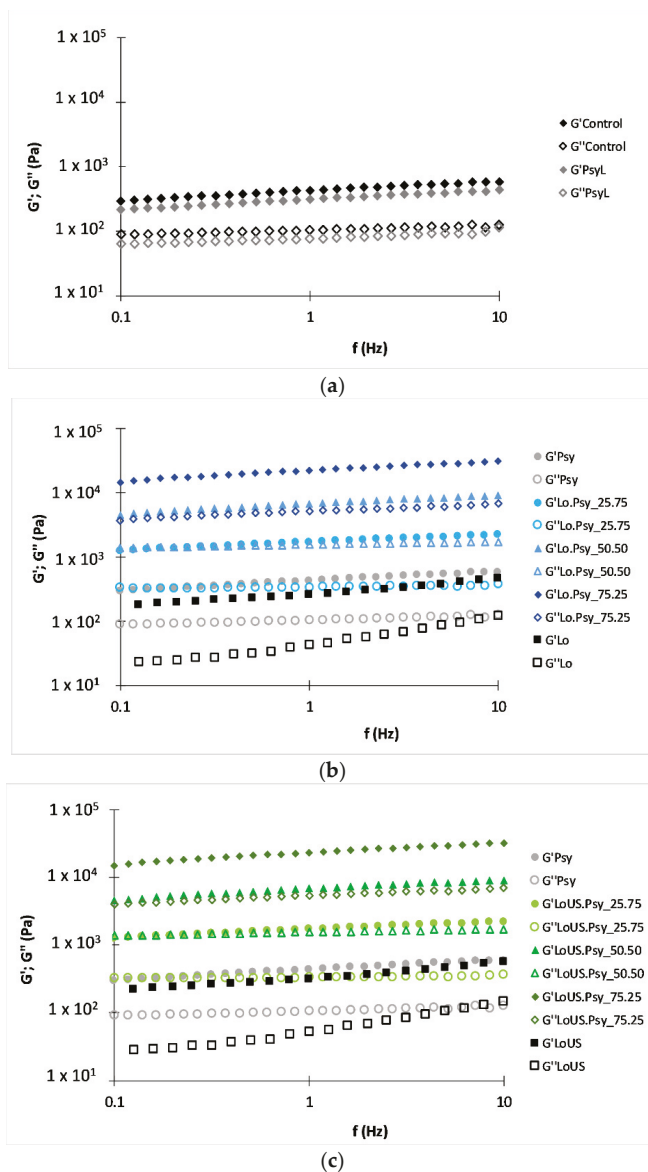 1 x 10⁵
1 x 10⁴
1 x 10³
1 x 10²
1 x 10¹
G'; G'' (Pa)
0.1 1 10
f (Hz)
G'Control
G''Control
G'PsyL
G''PsyL
(a)
1 x 10⁵
1 x 10⁴
1 x 10³
1 x 10²
1 x 10¹
G'; G'' (Pa)
0.1 1 10
f (Hz)
G'Psy
G''Psy
G'Lo.Psy_25.75
G''Lo.Psy_25.75
G'Lo.Psy_50.50
G''Lo.Psy_50.50
G'Lo.Psy_75.25
G''Lo.Psy_75.25
G'Lo
G''Lo
(b)
1 x 10⁵
1 x 10⁴
1 x 10³
1 x 10²
1 x 10¹
G'; G'' (Pa)
0.1 1 10
f (Hz)
G'Psy
G''Psy
G'LoUS.Psy_25.75
G''LoUS.Psy_25.75
G'LoUS.Psy_50.50
G''LoUS.Psy_50.50
G'LoUS.Psy_75.25
G''LoUS.Psy_75.25
G'LoUS
G''LoUS
(c)